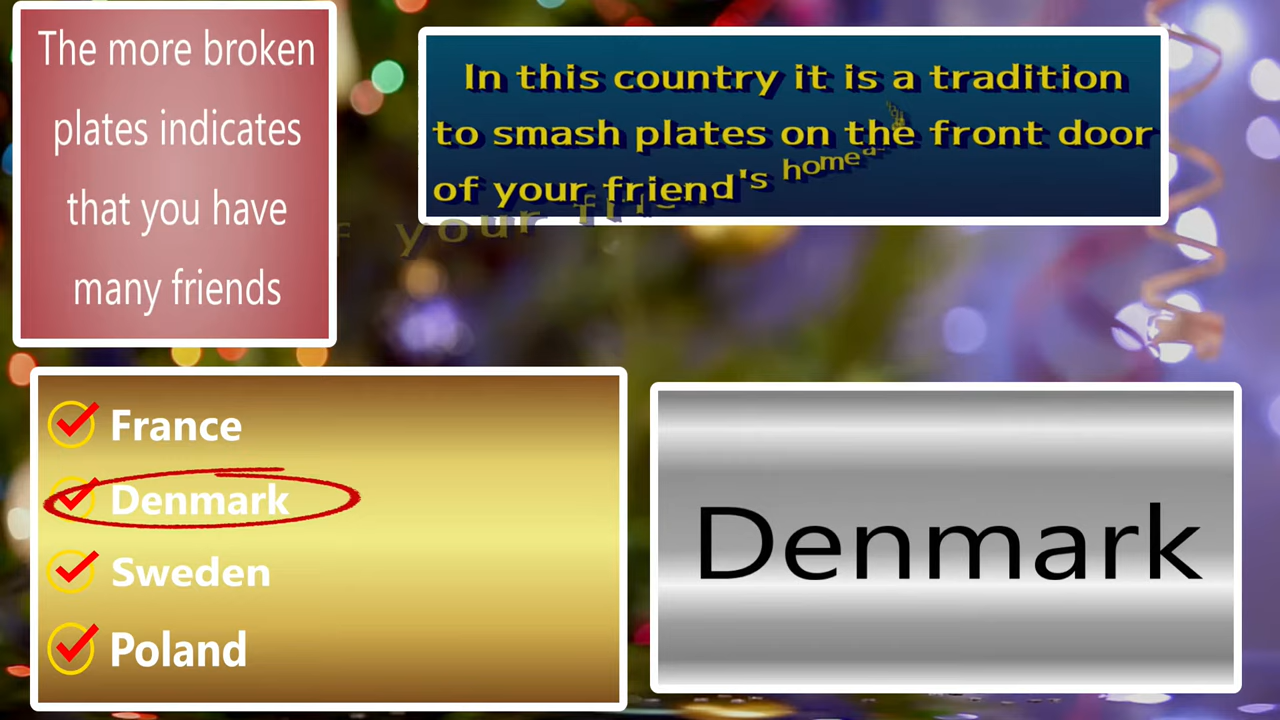 The more broken
plates indicates
that you have
many friends
In this country it is a tradition
to smash plates on the front door
of your friend's home
France
Denmark
Sweden
Poland
Denmark